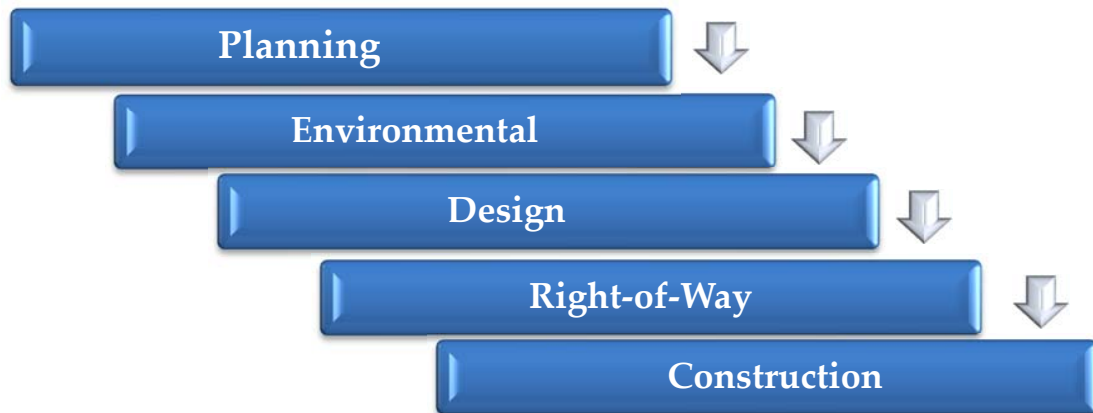 Planning
Environmental
Design
Right-of-Way
Construction